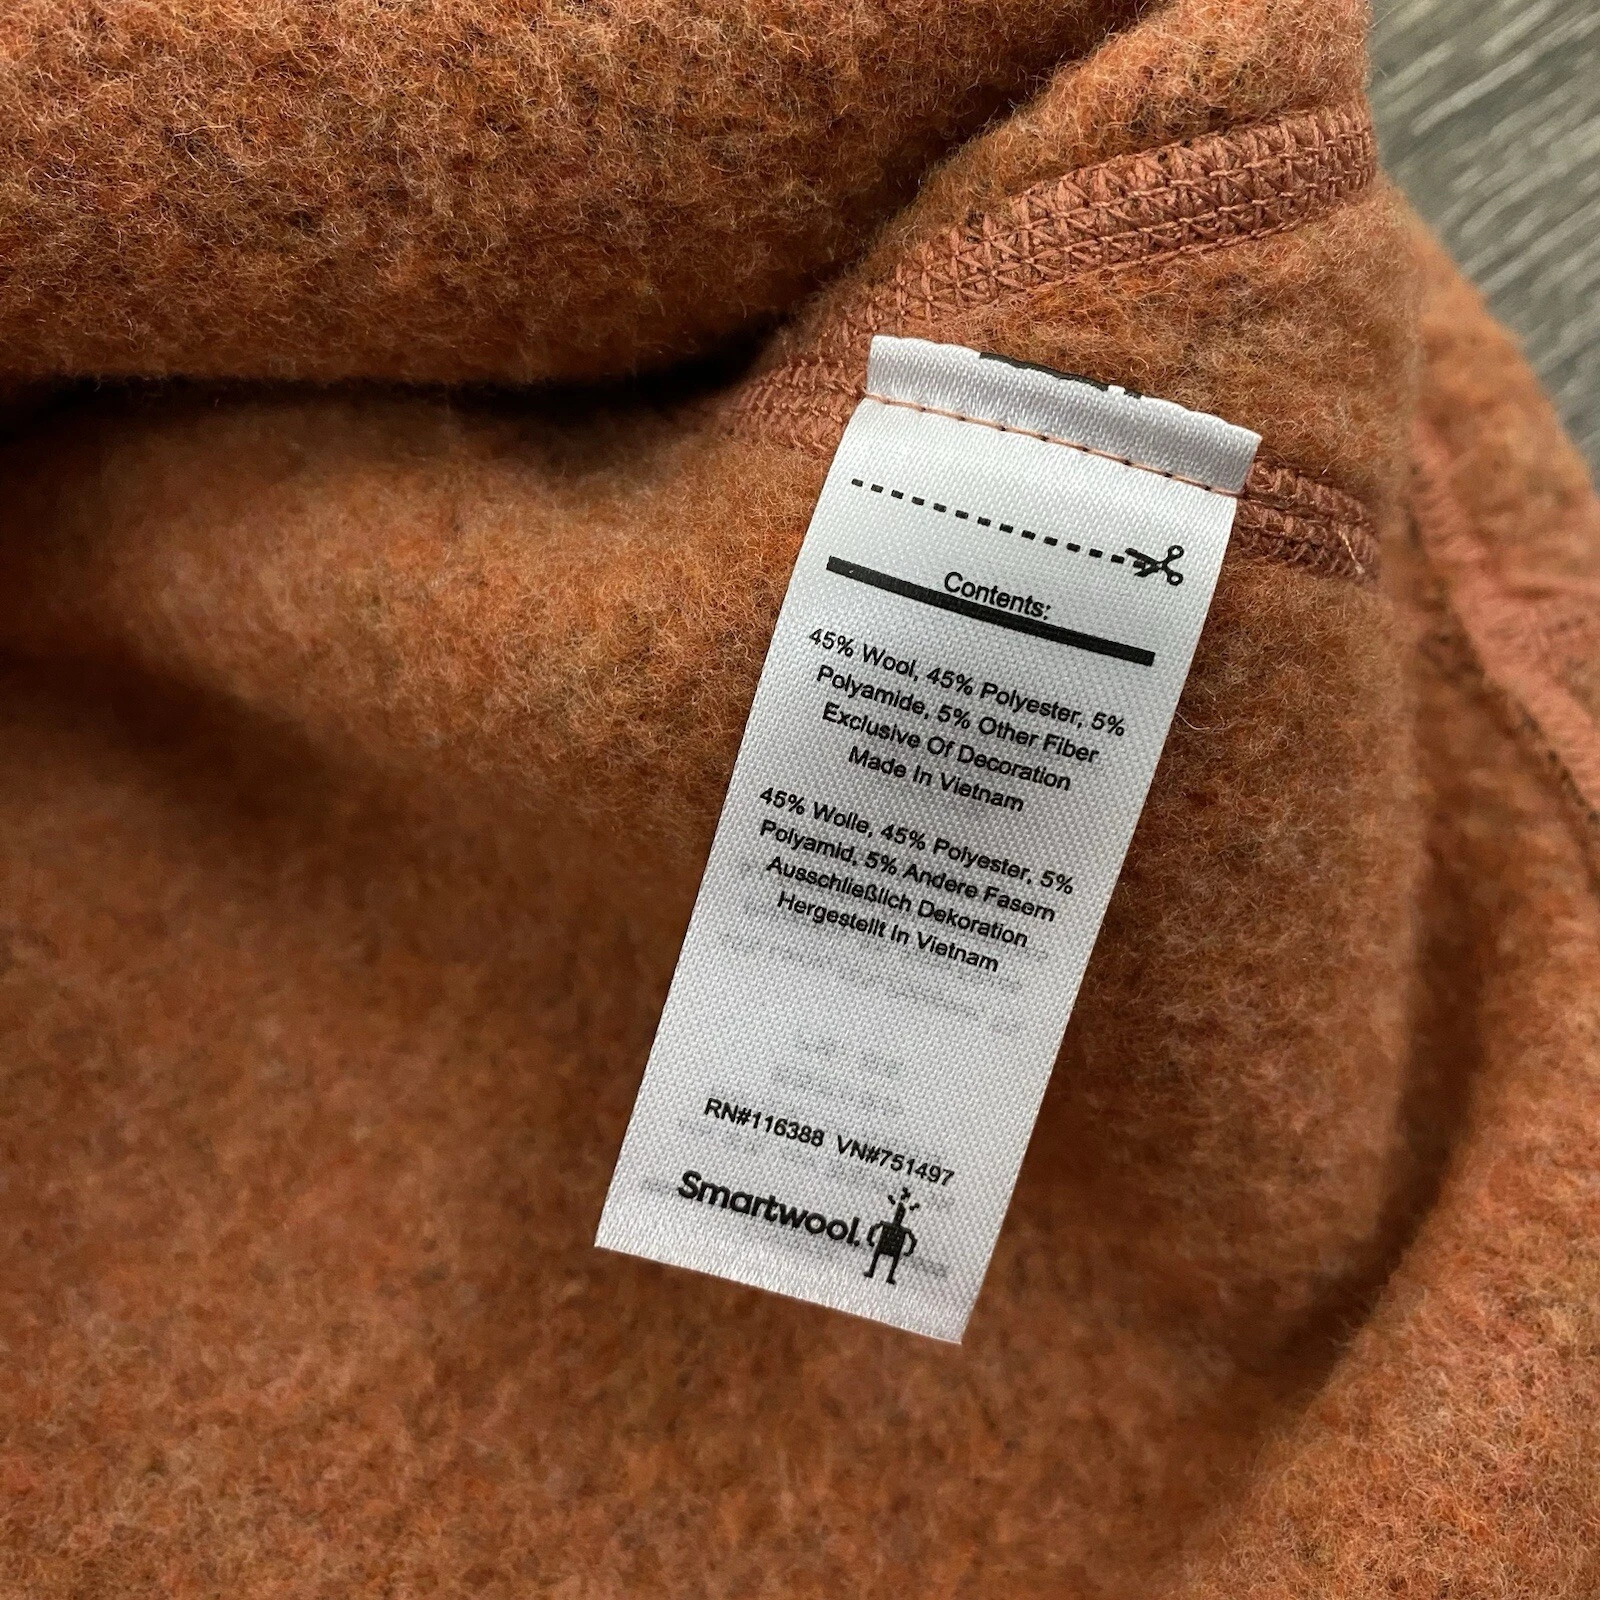 Contents:
45% Wool, 45% Polyester, 5%
Polyamide, 5% Other Fiber
Exclusive Of Decoration
Made In Vietnam
45% Wolle, 45% Polyester, 5%
Polyamid, 5% Andere Fasern
Ausschließlich Dekoration
Hergestellt In Vietnam
RN#116388 VN#751497
Smartwool.